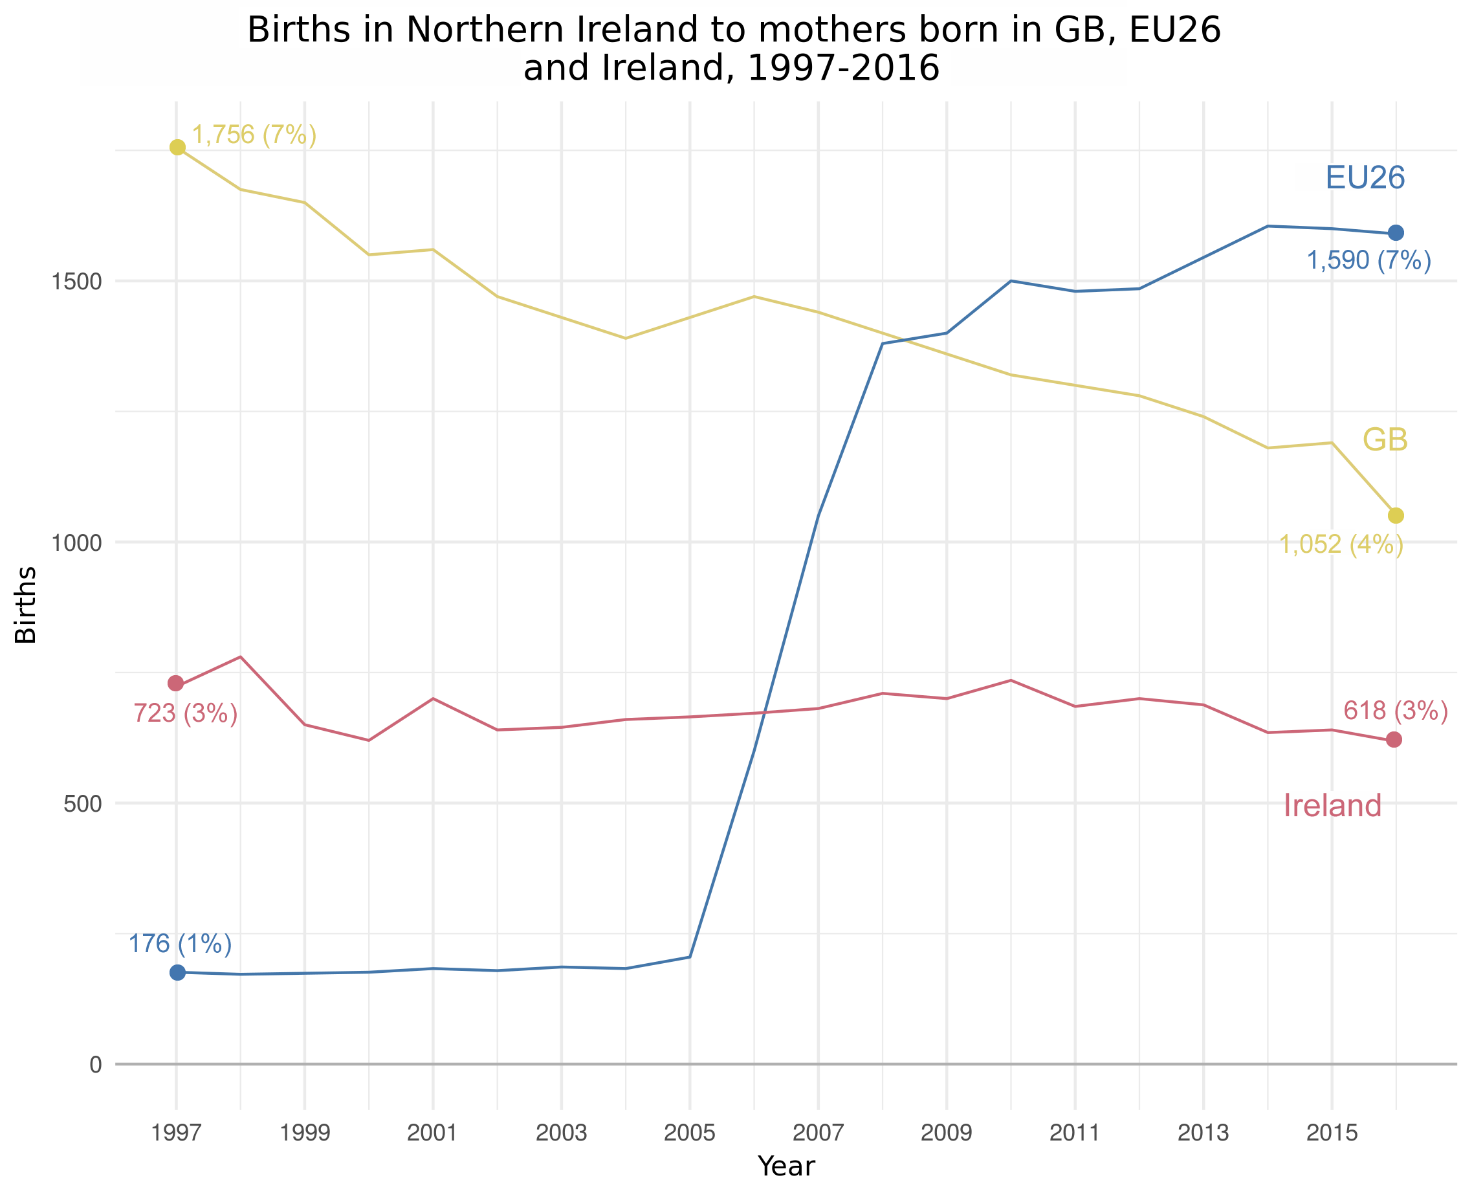 Births in Northern Ireland to mothers born in GB, EU26
and Ireland, 1997-2016
1,756 (7%)
EU26
1,590 (7%)
1500
GB
1,052 (4%)
1000
Births
723 (3%)
618 (3%)
500
Ireland
176 (1%)
0
1997 1999 2001 2003 2005 2007 2009 2011 2013 2015
Year